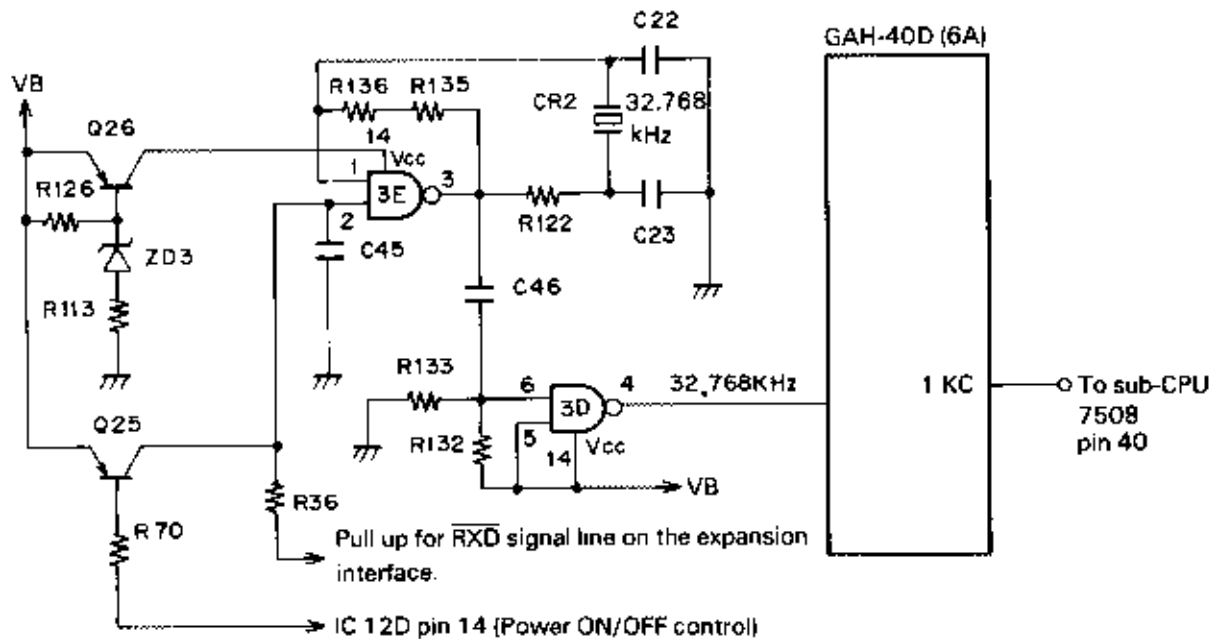 C22
GAH-40D (6A)
VB
R136
R135
CR2
32.768
kHz
Q26
14
Vcc
1
3E
3
R126
2
R122
C23
C45
ZD3
C46
R113
R133
6
4
32.768KHz
1 KC
To sub-CPU
7508
pin 40
3D
Q25
5
R132
14
Vcc
VB
R36
R70
Pull up for R̅X̅D̅ signal line on the expansion
interface.
IC 12D pin 14 (Power ON/OFF control)